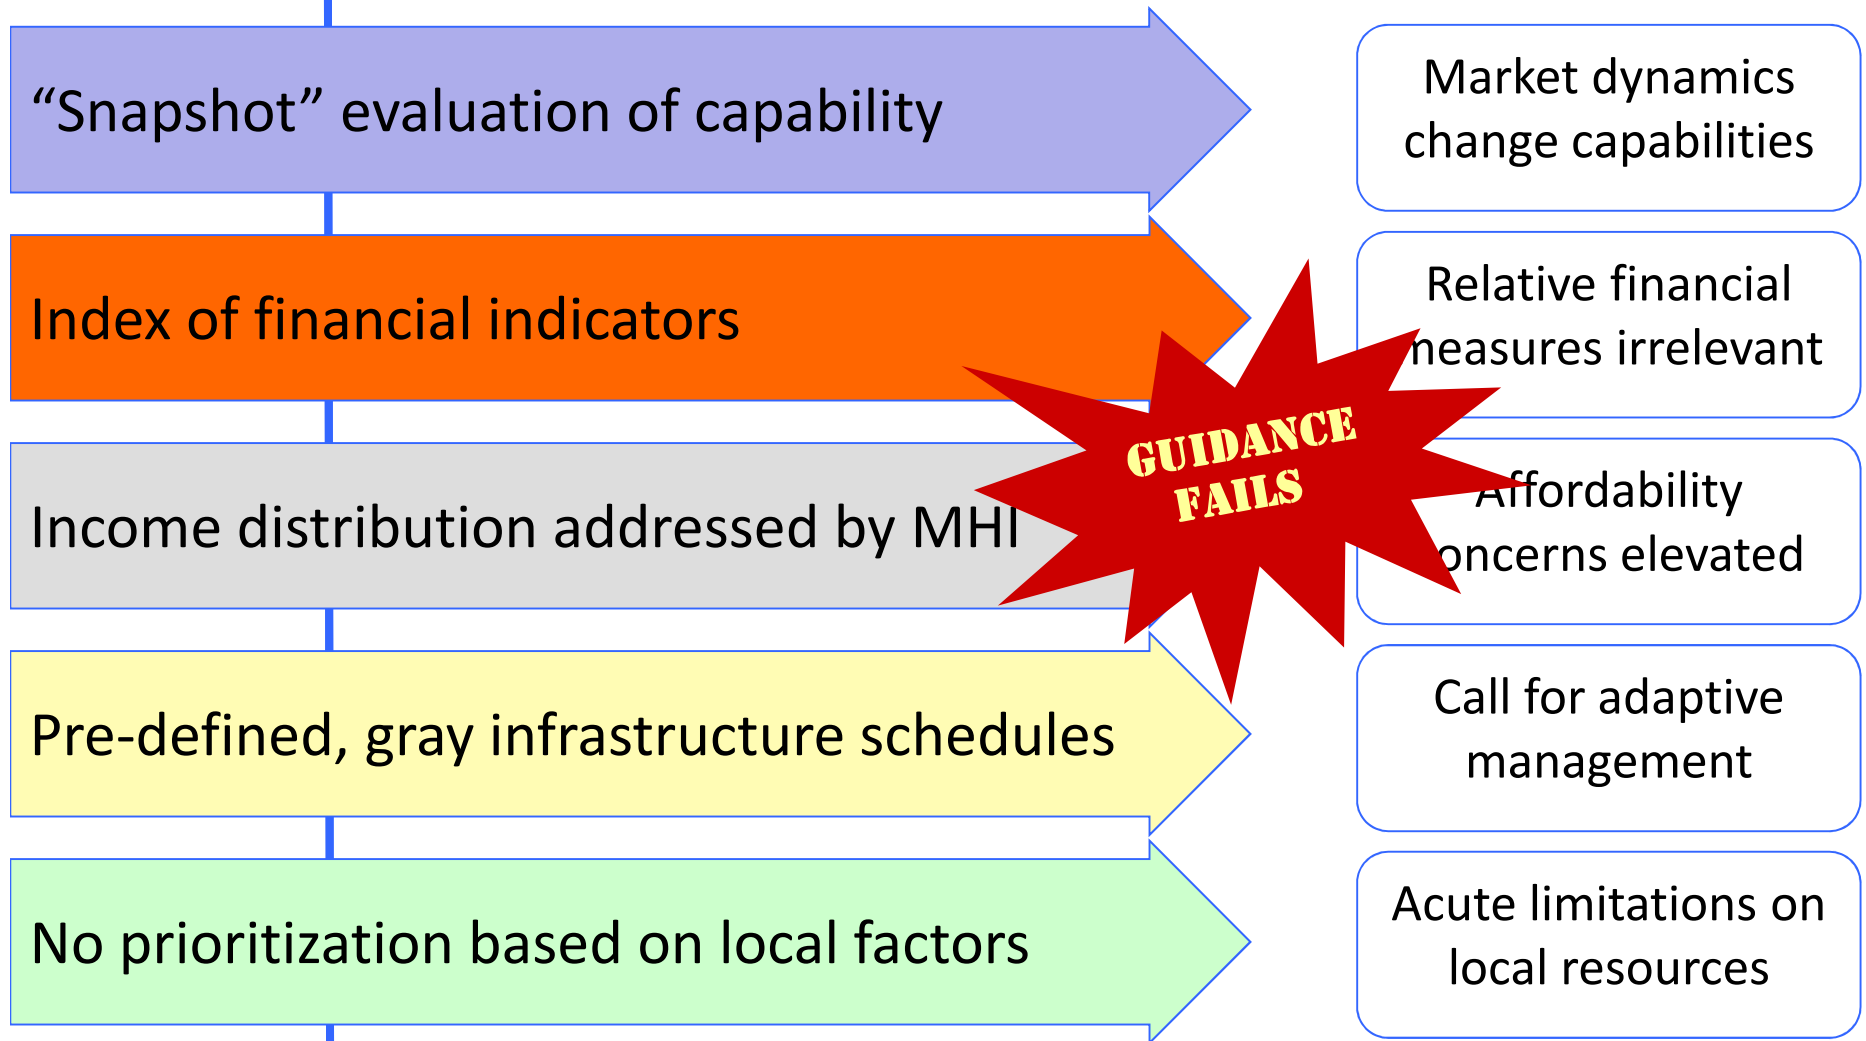 “Snapshot” evaluation of capability
Market dynamics
change capabilities
Index of financial indicators
Relative financial
measures irrelevant
GUIDANCE
FAILS
Income distribution addressed by MHI
Affordability
concerns elevated
Pre-defined, gray infrastructure schedules
Call for adaptive
management
No prioritization based on local factors
Acute limitations on
local resources